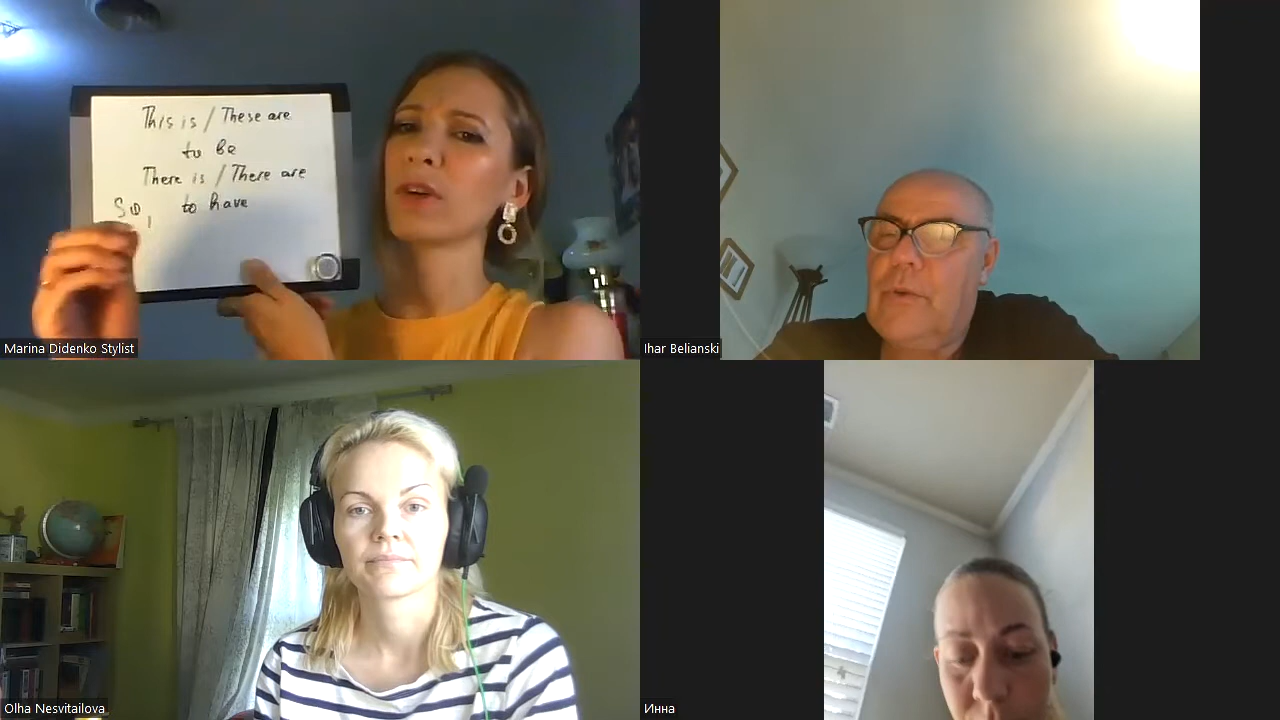 This is / These are
to be
There is / There are
So, to have
Marina Didenko Stylist
Ihar Belianski
Olha Nesvitailova
Инна